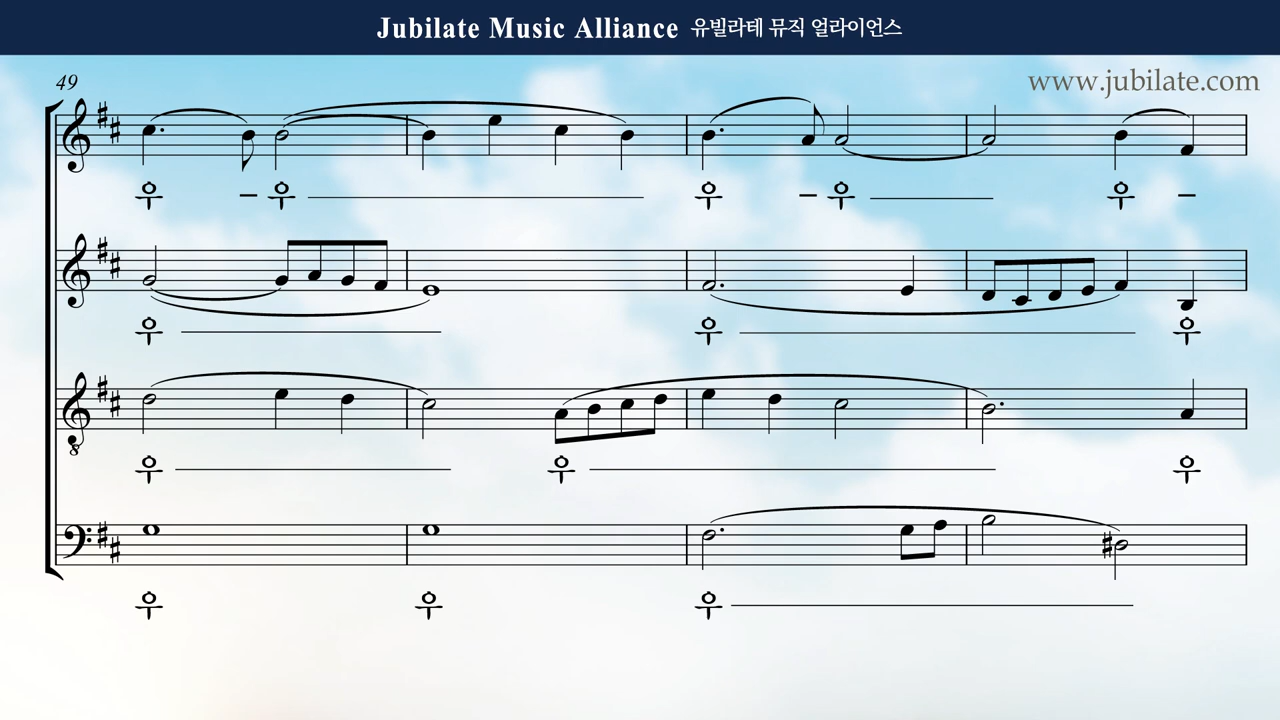 Jubilate Music Alliance 유빌라테 뮤직 얼라이언스
www.jubilate.com
49
우 - 우 우 - 우 우 -
우 우 우
우 우 우
우 우 우